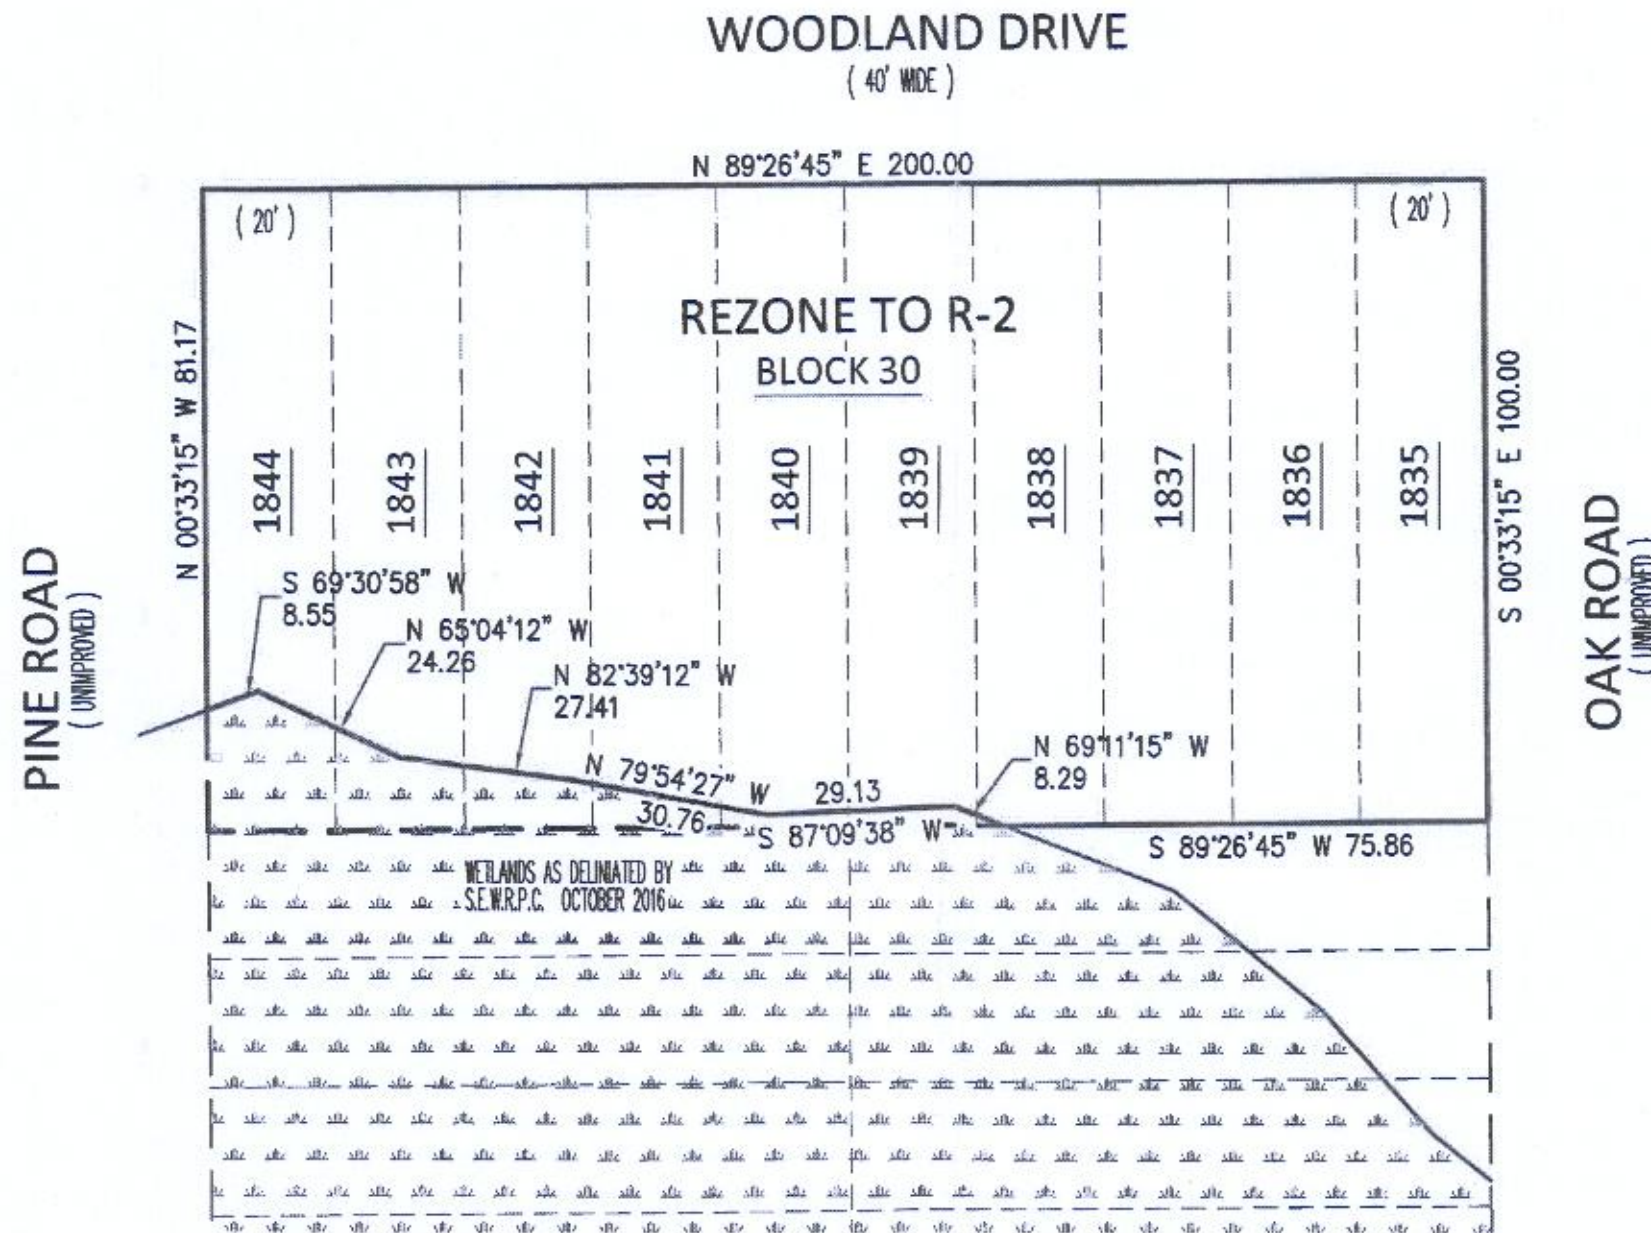 WOODLAND DRIVE
( 40' WIDE )
N 89°26'45" E 200.00
( 20' )
( 20' )
REZONE TO R-2
BLOCK 30
N 00°33'15" W 81.17
S 00°33'15" E 100.00
1844
1843
1842
1841
1840
1839
1838
1837
1836
1835
PINE ROAD
( UNIMPROVED )
OAK ROAD
( UNIMPROVED )
S 69°30'58" W
8.55
N 65°04'12" W
24.26
N 82°39'12" W
27.41
N 79°54'27" W
30.76
29.13
S 87°09'38" W
N 69°11'15" W
8.29
S 89°26'45" W 75.86
WETLANDS AS DELINIATED BY
S.E.W.R.P.C. OCTOBER 2016